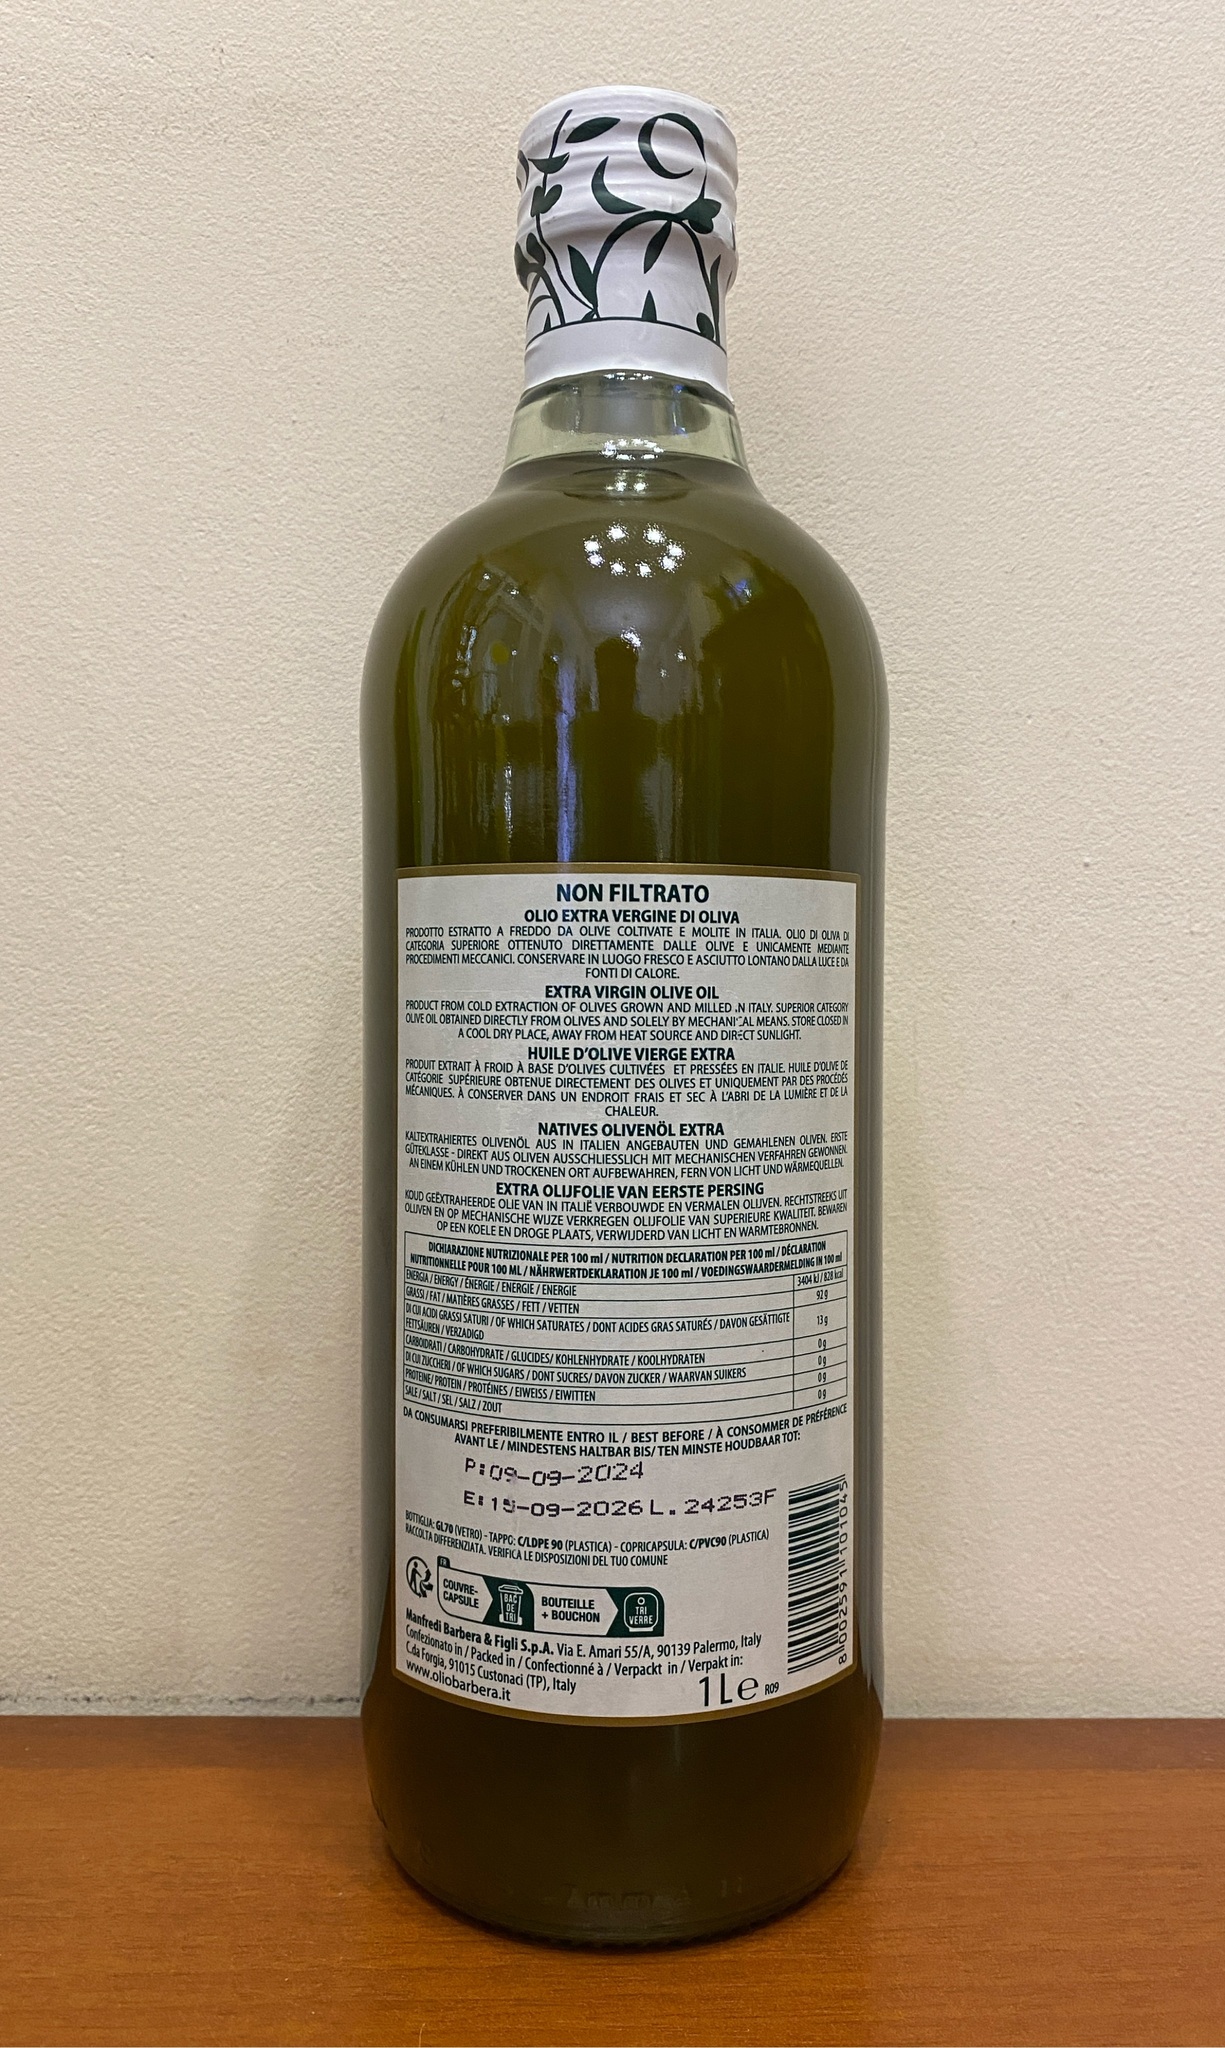 NON FILTRATO
OLIO EXTRA VERGINE DI OLIVA
PRODOTTO ESTRATTO A FREDDO DA OLIVE COLTIVATE E MOLITE IN ITALIA. OLIO DI OLIVA DI
CATEGORIA SUPERIORE OTTENUTO DIRETTAMENTE DALLE OLIVE E UNICAMENTE MEDIANTE
PROCEDIMENTI MECCANICI. CONSERVARE IN LUOGO FRESCO E ASCIUTTO LONTANO DALLA LUCE E DA
FONTI DI CALORE.
EXTRA VIRGIN OLIVE OIL
PRODUCT FROM COLD EXTRACTION OF OLIVES GROWN AND MILLED IN ITALY. SUPERIOR CATEGORY
OLIVE OIL OBTAINED DIRECTLY FROM OLIVES AND SOLELY BY MECHANICAL MEANS. STORE CLOSED IN
A COOL DRY PLACE, AWAY FROM HEAT SOURCE AND DIRECT SUNLIGHT.
HUILE D'OLIVE VIERGE EXTRA
PRODUIT EXTRAIT À FROID À BASE D'OLIVES CULTIVÉES ET PRESSÉES EN ITALIE. HUILE D'OLIVE DE
CATÉGORIE SUPÉRIEURE OBTENUE DIRECTEMENT DES OLIVES ET UNIQUEMENT PAR DES PROCÉDÉS
MÉCANIQUES. À CONSERVER DANS UN ENDROIT FRAIS ET SEC À L'ABRI DE LA LUMIÈRE ET DE LA
CHALEUR.
NATIVES OLIVENÖL EXTRA
KALTEXTRAHIERTES OLIVENÖL AUS IN ITALIEN ANGEBAUTEN UND GEMAHLENEN OLIVEN. ERSTE
GÜTEKLASSE - DIREKT AUS OLIVEN AUSSCHLIESSLICH MIT MECHANISCHEN VERFAHREN GEWONNEN.
AN EINEM KÜHLEN UND TROCKENEN ORT AUFBEWAHREN, FERN VON LICHT UND WÄRMEQUELLEN.
EXTRA OLIJFOLIE VAN EERSTE PERSING
KOUD GEËXTRAHEERDE OLIE VAN IN ITALIË VERBOUWDE EN VERMALEN OLIJVEN. RECHTSTREEKS UIT
OLIJVEN EN OP MECHANISCHE WIJZE VERKREGEN OLIJFOLIE VAN SUPERIEURE KWALITEIT. BEWAREN
OP EEN KOELE EN DROGE PLAATS, VERWIJDERD VAN LICHT EN WARMTEBRONNEN.
DICHIARAZIONE NUTRIZIONALE PER 100 ml / NUTRITION DECLARATION PER 100 ml / DÉCLARATION
NUTRITIONNELLE POUR 100 ML / NÄHRWERTDEKLARATION JE 100 ml / VOEDINGSWAARDERMELDING IN 100 ml
ENERGIA / ENERGY / ÉNERGIE / ENERGIE / ENERGIE 3404 kJ / 828 kcal
GRASSI / FAT / MATIÈRES GRASSES / FETT / VETTEN 92 g
DI CUI ACIDI GRASSI SATURI / OF WHICH SATURATES / DONT ACIDES GRAS SATURÉS / DAVON GESÄTTIGTE
FETTSÄUREN / VERZADIGD 13 g
CARBOIDRATI / CARBOHYDRATE / GLUCIDES / KOHLENHYDRATE / KOOLHYDRATEN 0 g
DI CUI ZUCCHERI / OF WHICH SUGARS / DONT SUCRES/ DAVON ZUCKER / WAARVAN SUIKERS 0 g
PROTEINE/ PROTEIN / PROTÉINES / EIWEISS / EIWITTEN 0 g
SALE / SALT / SEL / SALZ / ZOUT 0 g
DA CONSUMARSI PREFERIBILMENTE ENTRO IL / BEST BEFORE / À CONSOMMER DE PRÉFÉRENCE
AVANT LE / MINDESTENS HALTBAR BIS/ TEN MINSTE HOUDBAAR TOT:
P:09-09-2024
E:15-09-2026 L. 24253F
BOTTIGLIA: GL70 (VETRO) - TAPPO: C/LDPE 90 (PLASTICA) - COPRICAPSULA: C/PVC90 (PLASTICA)
RACCOLTA DIFFERENZIATA. VERIFICA LE DISPOSIZIONI DEL TUO COMUNE
FR
COUVRE-
CAPSULE
BAC
DE
TRI
BOUTEILLE
+ BOUCHON
TRI
VERRE
8002591101045
Manfredi Barbera & Figli S.p.A. Via E. Amari 55/A, 90139 Palermo, Italy
Confezionato in / Packed in / Confectionné à / Verpackt in / Verpakt in:
C.da Forgia, 91015 Custonaci (TP), Italy
www.oliobarbera.it
1L e R09